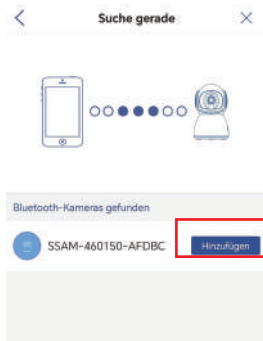 Suche gerade
Bluetooth-Kameras gefunden
SSAM-460150-AFDBC Hinzufügen